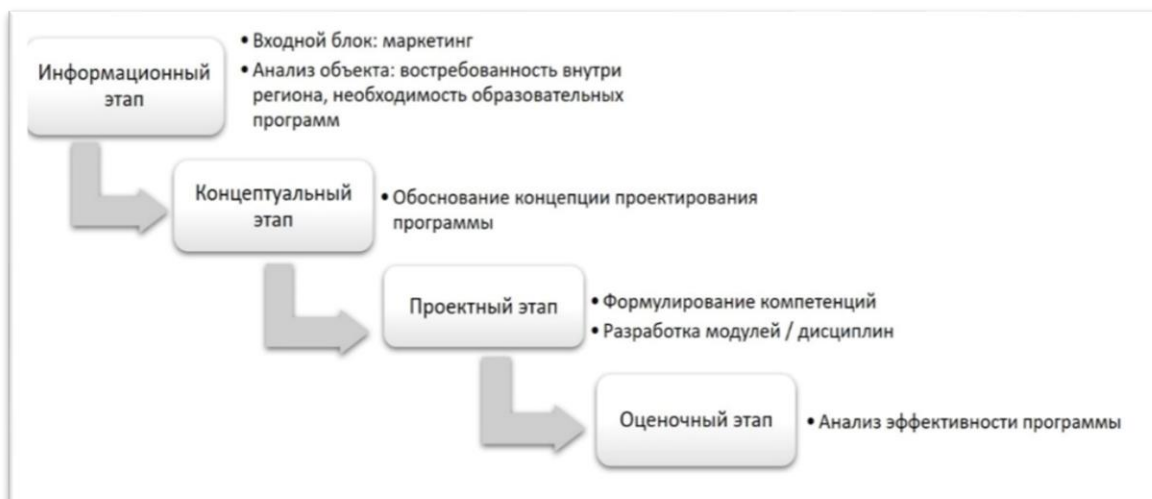 Информационный
этап
• Входной блок: маркетинг
• Анализ объекта: востребованность внутри
региона, необходимость образовательных
программ
Концептуальный
этап
• Обоснование концепции проектирования
программы
Проектный этап
• Формулирование компетенций
• Разработка модулей / дисциплин
Оценочный этап
• Анализ эффективности программы